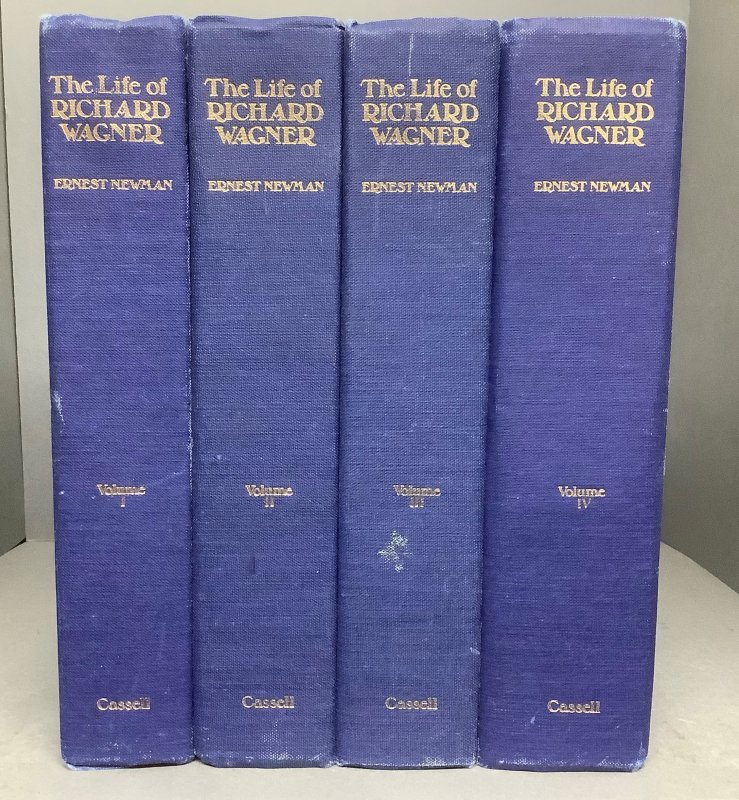 The Life of
RICHARD
WAGNER
ERNEST NEWMAN
Volume
I
Cassell
The Life of
RICHARD
WAGNER
ERNEST NEWMAN
Volume
II
Cassell
The Life of
RICHARD
WAGNER
ERNEST NEWMAN
Volume
III
Cassell
The Life of
RICHARD
WAGNER
ERNEST NEWMAN
Volume
IV
Cassell